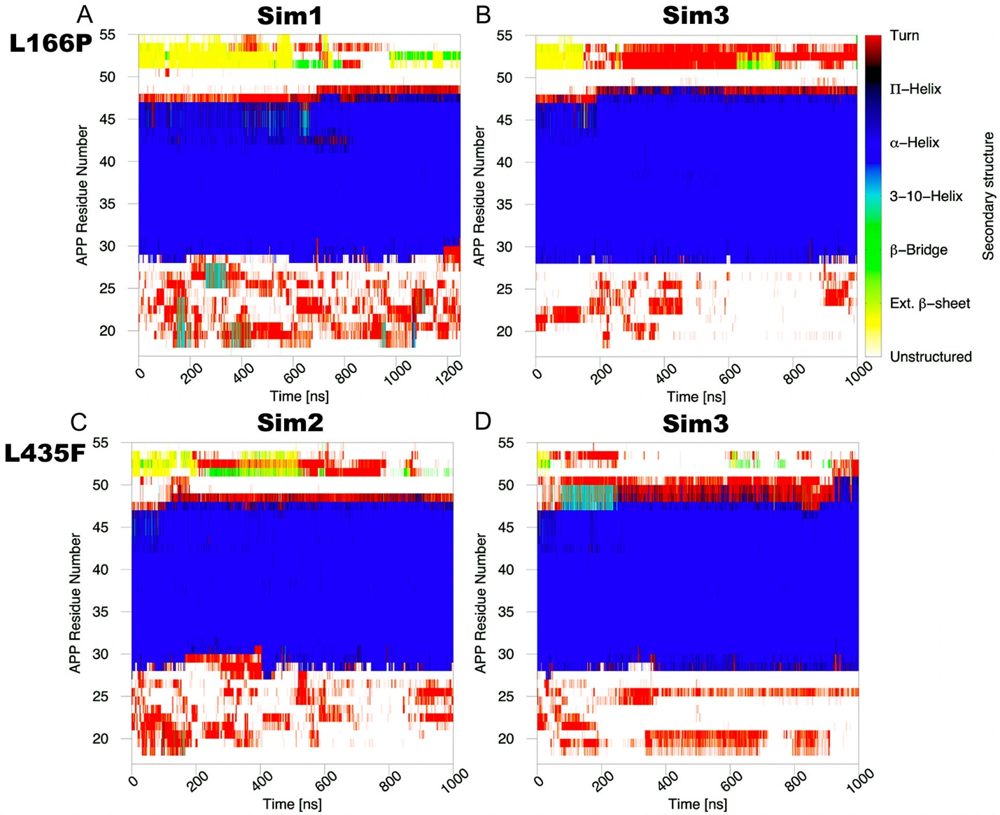 A Sim1 B Sim3
L166P
55
50
45
40
35
30
25
20
APP Residue Number
0 200 400 600 800 1000 1200
Time [ns]
55
50
45
40
35
30
25
20
APP Residue Number
0 200 400 600 800 1000
Time [ns]
Turn
Π−Helix
α−Helix
3−10−Helix
β−Bridge
Ext. β−sheet
Unstructured
Secondary structure
C Sim2 D Sim3
L435F
55
50
45
40
35
30
25
20
APP Residue Number
0 200 400 600 800 1000
Time [ns]
55
50
45
40
35
30
25
20
APP Residue Number
0 200 400 600 800 1000
Time [ns]